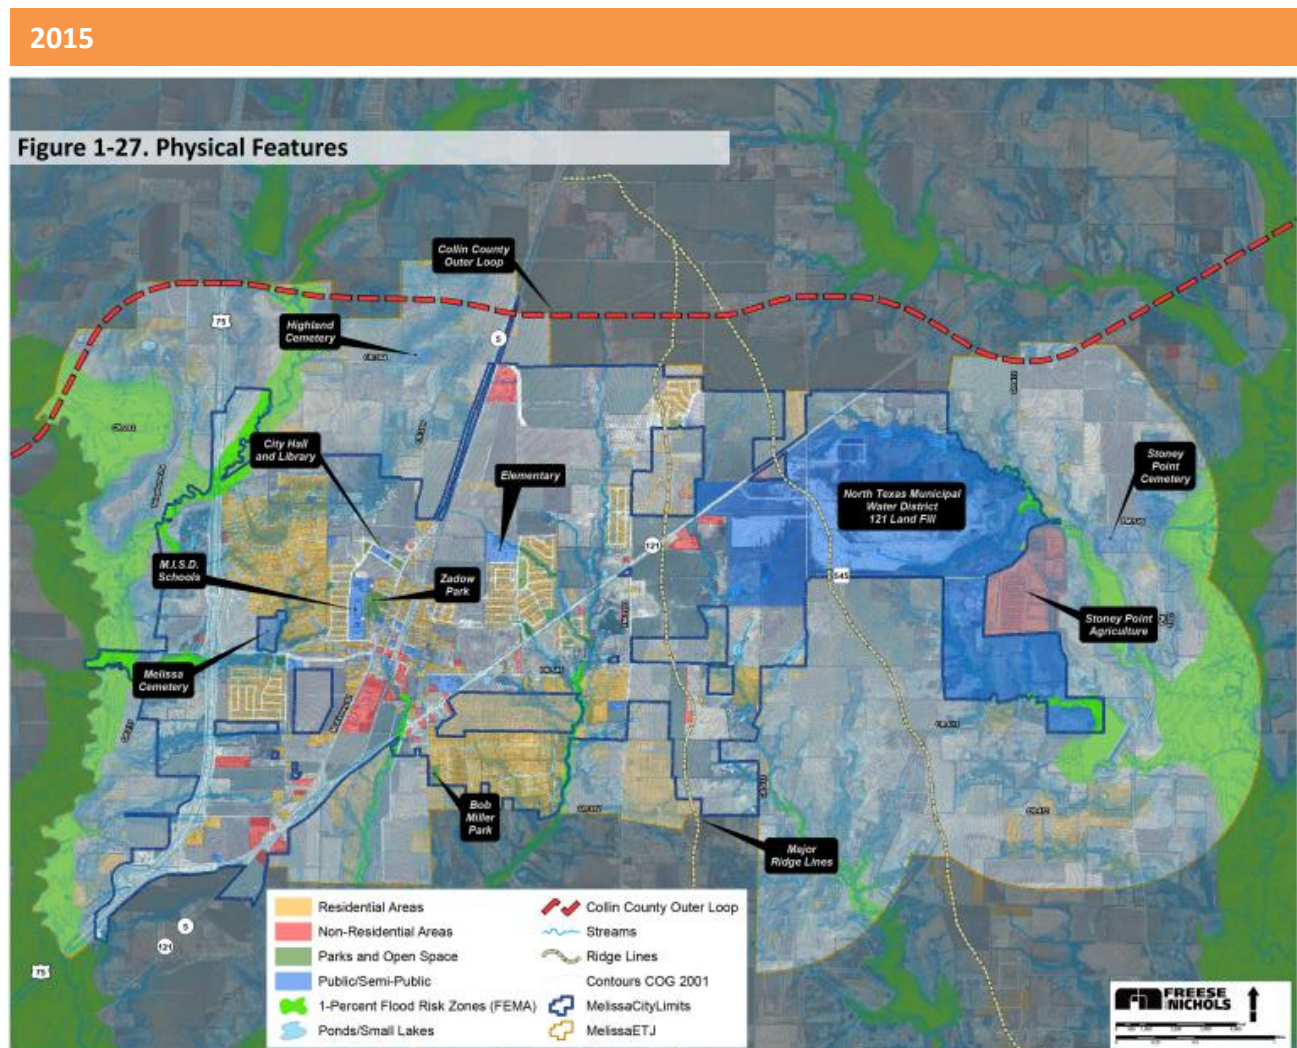 2015
Figure 1-27. Physical Features
Collin County
Outer Loop
75
Highland
Cemetery
5
City Hall
and Library
Elementary
Stoney
Point
Cemetery
North Texas Municipal
Water District
121 Land Fill
121
M.I.S.D.
Schools
Zadow
Park
545
Stoney Point
Agriculture
Melissa
Cemetery
Bob
Miller
Park
Major
Ridge Lines
5
121
75
Residential Areas
Non-Residential Areas
Parks and Open Space
Public/Semi-Public
1-Percent Flood Risk Zones (FEMA)
Ponds/Small Lakes
Collin County Outer Loop
Streams
Ridge Lines
Contours COG 2001
MelissaCityLimits
MelissaETJ
FREESE
NICHOLS